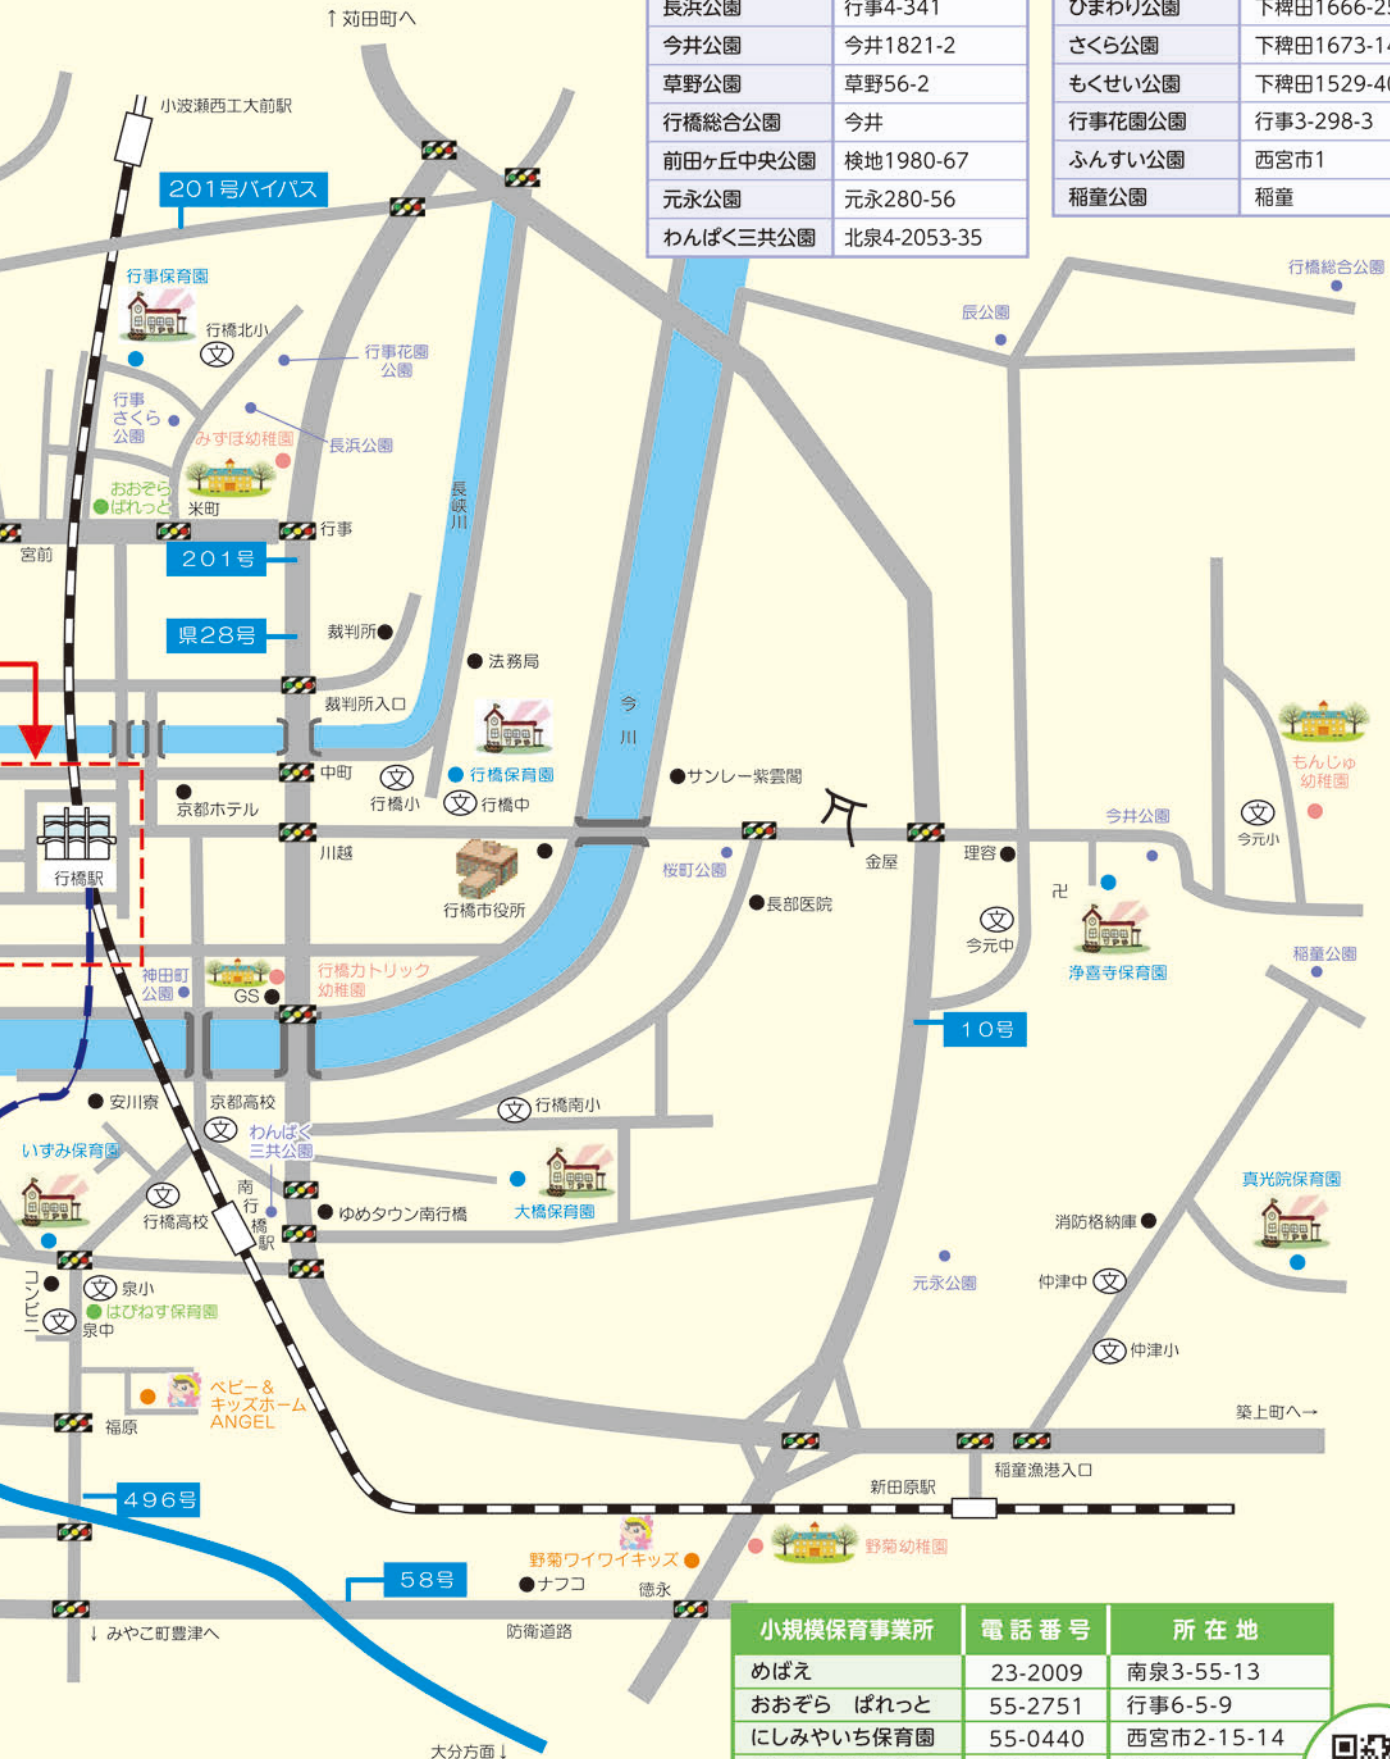 ↑苅田町へ
長浜公園 行事4-341
今井公園 今井1821-2
草野公園 草野56-2
行橋総合公園 今井
前田ヶ丘中央公園 検地1980-67
元永公園 元永280-56
わんぱく三共公園 北泉4-2053-35
ひまわり公園
さくら公園
もくせい公園
行事花園公園 行事3-298-3
ふんすい公園 西宮市1
稲童公園 稲童
小波瀬西工大前駅
201号バイパス
行事保育園
行橋北小
文
行事花園
公園
行事
さくら
公園
長浜公園
みずほ幼稚園
おおぞら
ぱれっと
米町
行事
宮前
201号
県28号
裁判所
裁判所入口
長峡川
法務局
今川
行橋総合公園
辰公園
中町
文
行橋小
行橋保育園
文
行橋中
サンレー紫雲閣
京都ホテル
川越
行橋駅
行橋市役所
桜町公園
長部医院
金屋
理容
今井公園
文
今元小
もんじゅ
幼稚園
文
今元中
卍
浄喜寺保育園
稲童公園
神田町
公園
GS
行橋カトリック
幼稚園
10号
安川寮
京都高校
文
わんぱく
三共公園
いずみ保育園
文
行橋高校
南行橋駅
ゆめタウン南行橋
文
行橋南小
大橋保育園
真光院保育園
消防格納庫
仲津中
文
文
仲津小
元永公園
コンビニ
文
泉小
はぴねす保育園
文
泉中
ベビー&
キッズホーム
ANGEL
福原
496号
58号
築上町へ→
稲童漁港入口
新田原駅
野菊幼稚園
野菊ワイワイキッズ
ナフコ
徳永
防衛道路
↓みやこ町豊津へ
大分方面↓
小規模保育事業所 電話番号 所在地
めばえ 23-2009 南泉3-55-13
おおぞら ぱれっと 55-2751 行事6-5-9
にしみやいち保育園 55-0440 西宮市2-15-14